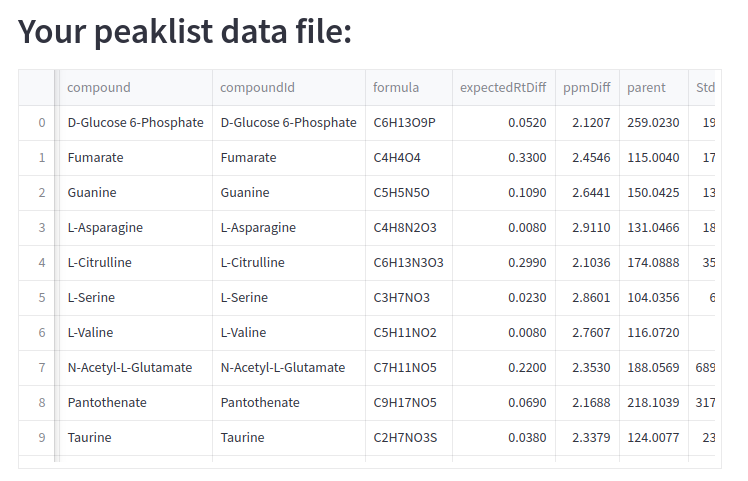 Your peaklist data file:
compound compoundId formula expectedRtDiff ppmDiff parent Std
0 D-Glucose 6-Phosphate D-Glucose 6-Phosphate C6H13O9P 0.0520 2.1207 259.0230 19
1 Fumarate Fumarate C4H4O4 0.3300 2.4546 115.0040 17
2 Guanine Guanine C5H5N5O 0.1090 2.6441 150.0425 13
3 L-Asparagine L-Asparagine C4H8N2O3 0.0080 2.9110 131.0466 18
4 L-Citrulline L-Citrulline C6H13N3O3 0.2990 2.1036 174.0888 35
5 L-Serine L-Serine C3H7NO3 0.0230 2.8601 104.0356 6
6 L-Valine L-Valine C5H11NO2 0.0080 2.7607 116.0720
7 N-Acetyl-L-Glutamate N-Acetyl-L-Glutamate C7H11NO5 0.2200 2.3530 188.0569 689
8 Pantothenate Pantothenate C9H17NO5 0.0690 2.1688 218.1039 317
9 Taurine Taurine C2H7NO3S 0.0380 2.3379 124.0077 23